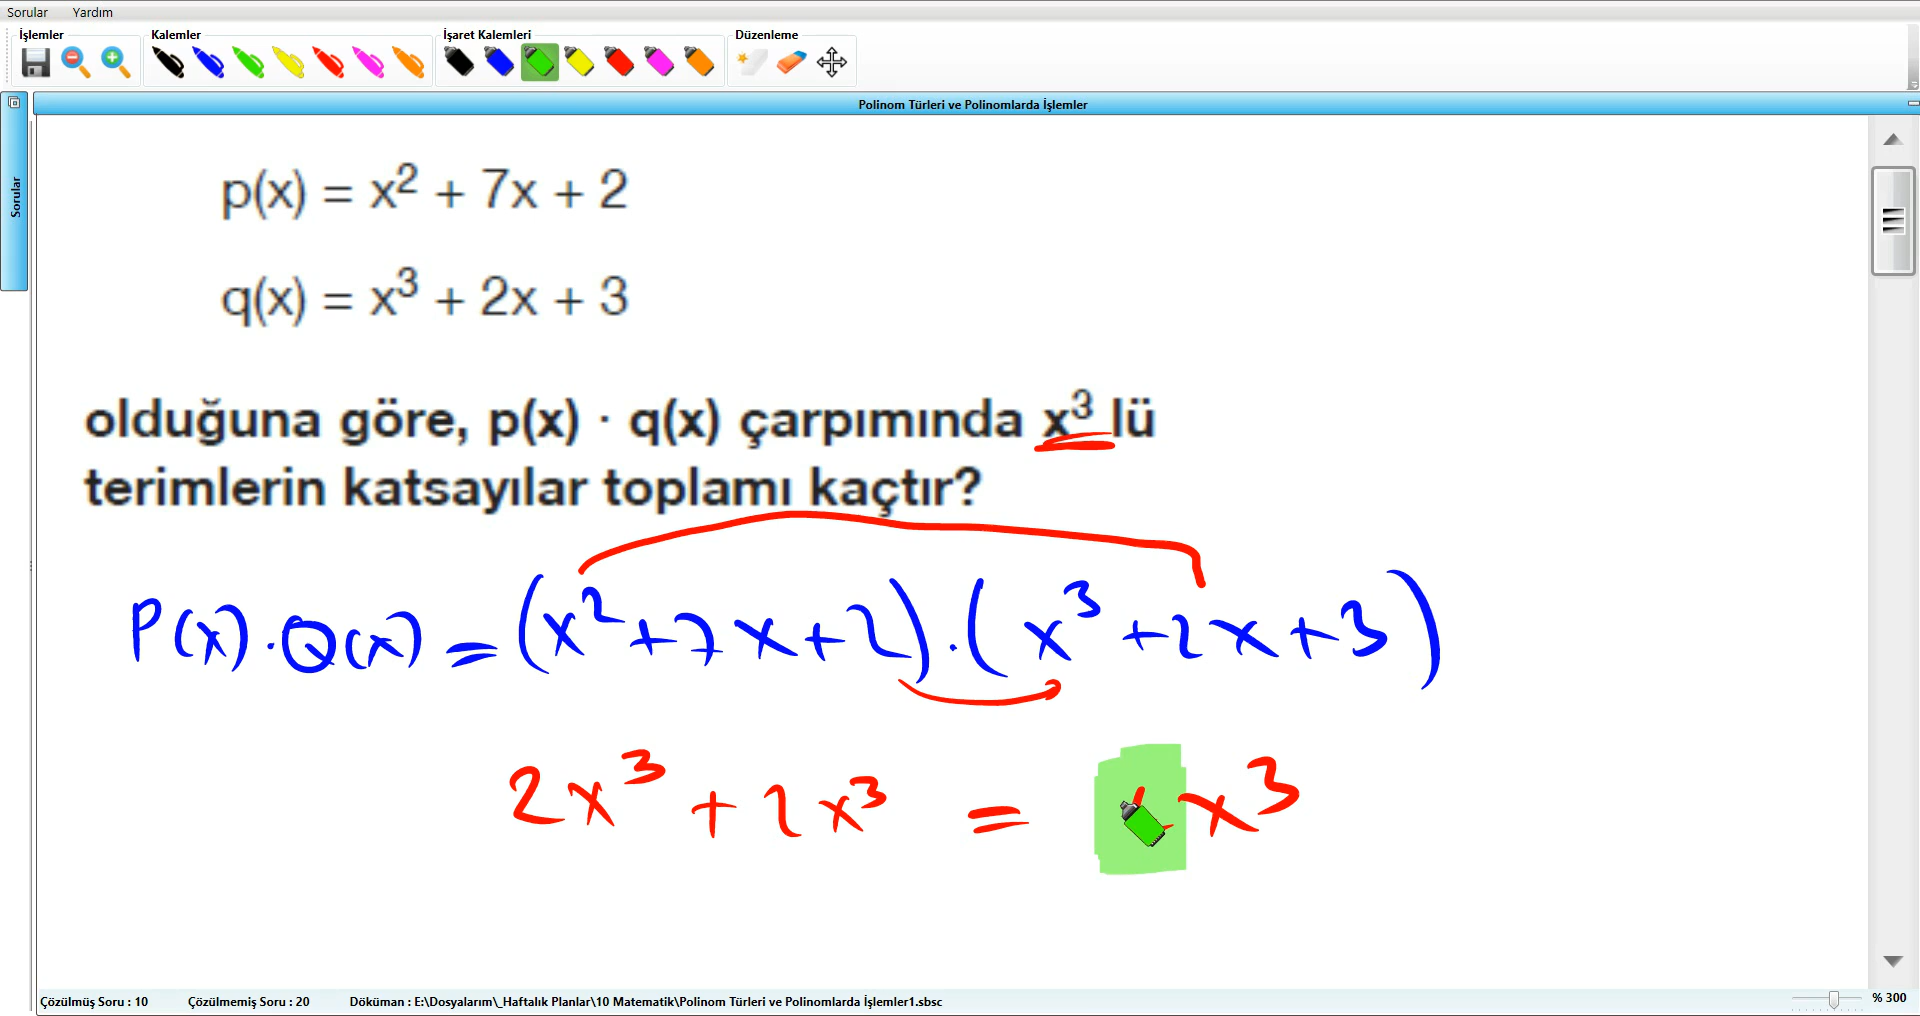 Sorular Yardım
İşlemler Kalemler İşaret Kalemleri Düzenleme
Polinom Türleri ve Polinomlarda İşlemler
Sorular
p(x) = x² + 7x + 2
q(x) = x³ + 2x + 3
olduğuna göre, p(x) · q(x) çarpımında x³ lü
terimlerin katsayılar toplamı kaçtır?
P(x).Q(x) = (x²+7x+2).(x³+2x+3)
2x³ + 2x³ = x³
Çözülmüş Soru : 10 Çözülmemiş Soru : 20 Döküman : E:\Dosyalarım\_Haftalık Planlar\10 Matematik\Polinom Türleri ve Polinomlarda İşlemler1.sbsc % 300